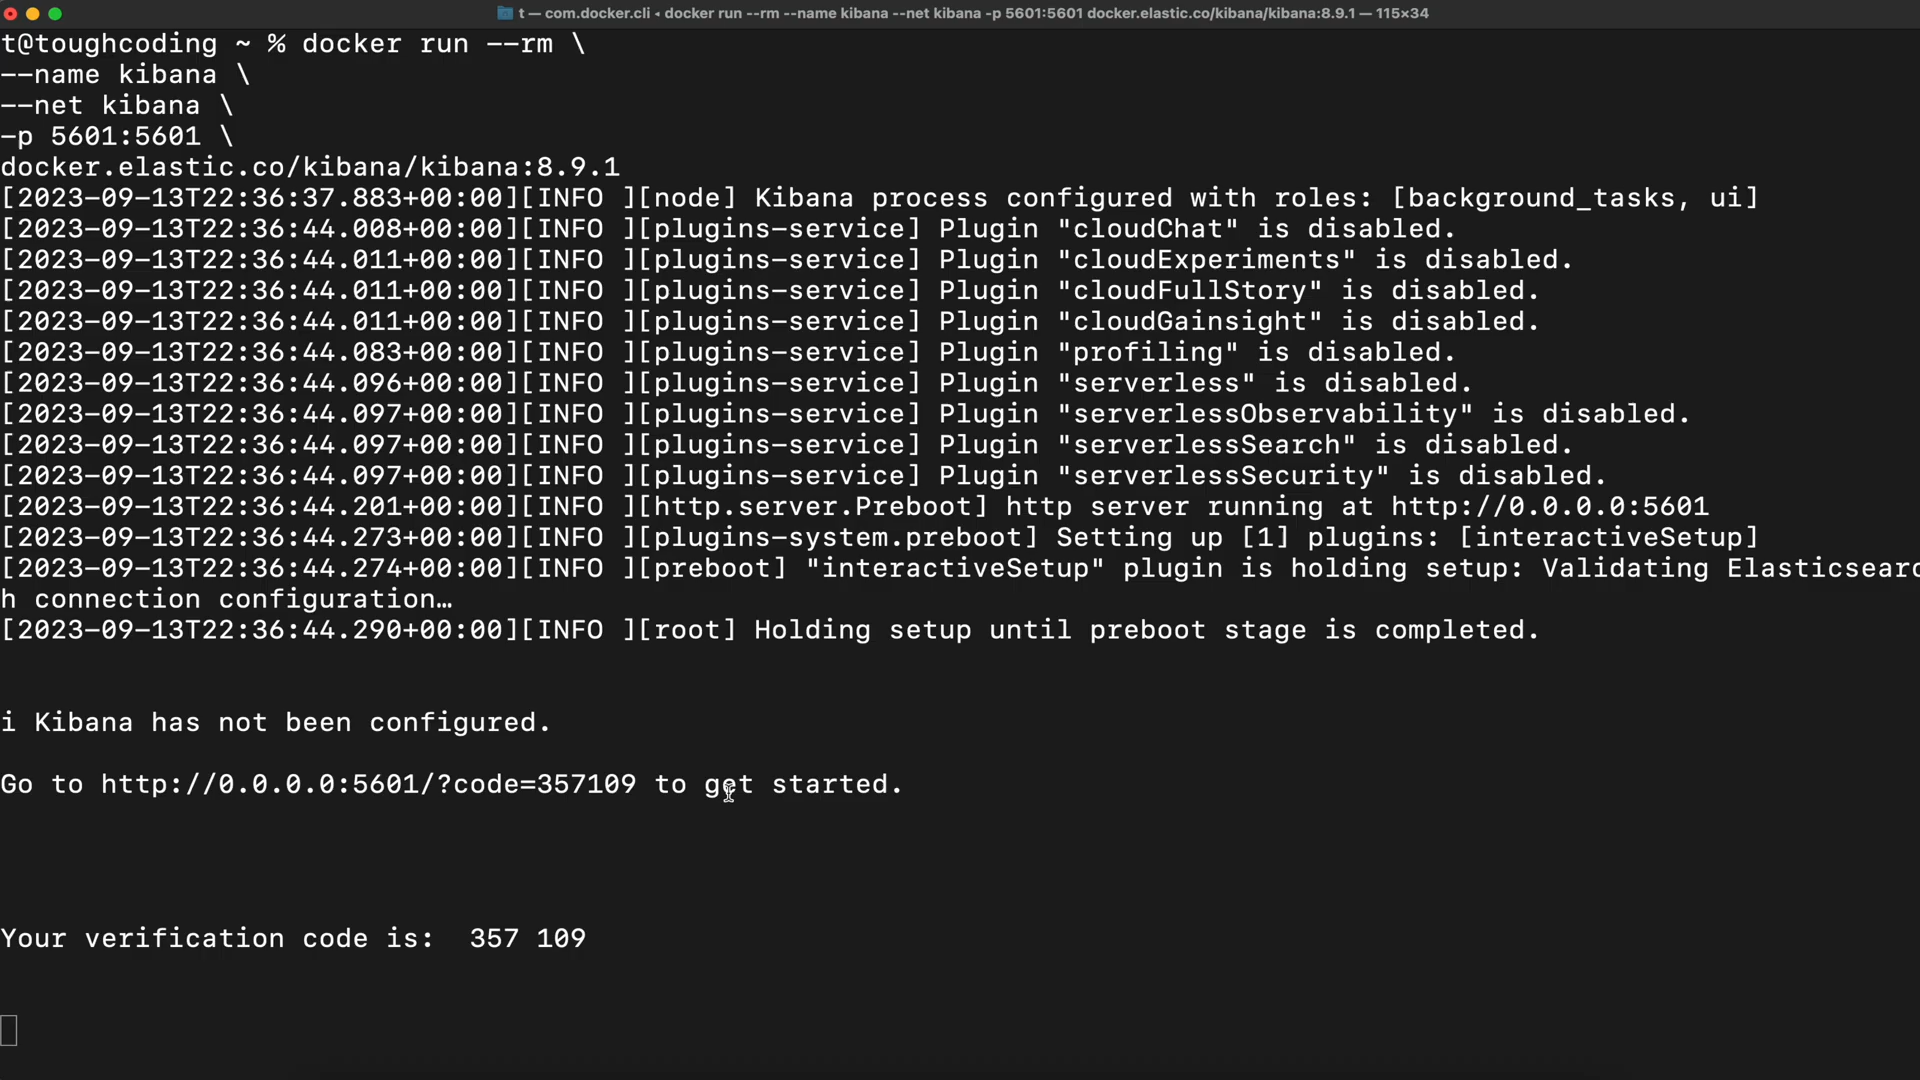 t — com.docker.cli ◂ docker run --rm --name kibana --net kibana -p 5601:5601 docker.elastic.co/kibana/kibana:8.9.1 — 115×34
t@toughcoding ~ % docker run --rm \
--name kibana \
--net kibana \
-p 5601:5601 \
docker.elastic.co/kibana/kibana:8.9.1
[2023-09-13T22:36:37.883+00:00][INFO ][node] Kibana process configured with roles: [background_tasks, ui]
[2023-09-13T22:36:44.008+00:00][INFO ][plugins-service] Plugin "cloudChat" is disabled.
[2023-09-13T22:36:44.011+00:00][INFO ][plugins-service] Plugin "cloudExperiments" is disabled.
[2023-09-13T22:36:44.011+00:00][INFO ][plugins-service] Plugin "cloudFullStory" is disabled.
[2023-09-13T22:36:44.011+00:00][INFO ][plugins-service] Plugin "cloudGainsight" is disabled.
[2023-09-13T22:36:44.083+00:00][INFO ][plugins-service] Plugin "profiling" is disabled.
[2023-09-13T22:36:44.096+00:00][INFO ][plugins-service] Plugin "serverless" is disabled.
[2023-09-13T22:36:44.097+00:00][INFO ][plugins-service] Plugin "serverlessObservability" is disabled.
[2023-09-13T22:36:44.097+00:00][INFO ][plugins-service] Plugin "serverlessSearch" is disabled.
[2023-09-13T22:36:44.097+00:00][INFO ][plugins-service] Plugin "serverlessSecurity" is disabled.
[2023-09-13T22:36:44.201+00:00][INFO ][http.server.Preboot] http server running at http://0.0.0.0:5601
[2023-09-13T22:36:44.273+00:00][INFO ][plugins-system.preboot] Setting up [1] plugins: [interactiveSetup]
[2023-09-13T22:36:44.274+00:00][INFO ][preboot] "interactiveSetup" plugin is holding setup: Validating Elasticsearc
h connection configuration…
[2023-09-13T22:36:44.290+00:00][INFO ][root] Holding setup until preboot stage is completed.
i Kibana has not been configured.
Go to http://0.0.0.0:5601/?code=357109 to get started.
Your verification code is:  357 109